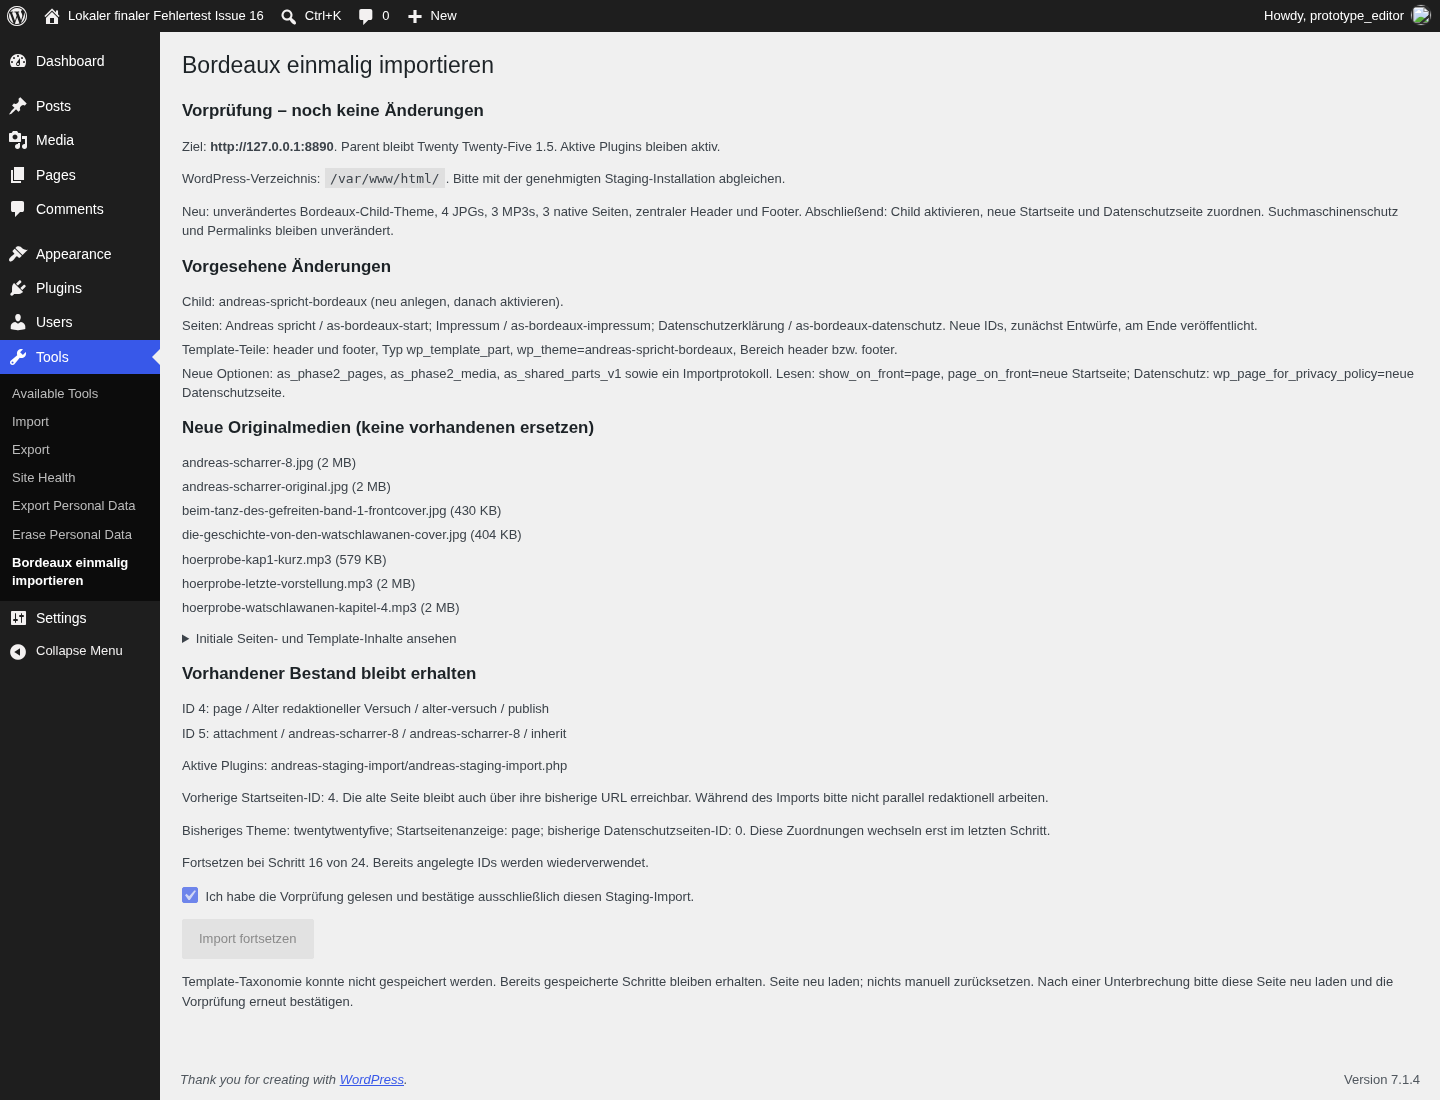 Lokaler finaler Fehlertest Issue 16
Ctrl+K
0
New
Howdy, prototype_editor
Dashboard
Posts
Media
Pages
Comments
Appearance
Plugins
Users
Tools
Available Tools
Import
Export
Site Health
Export Personal Data
Erase Personal Data
Bordeaux einmalig
importieren
Settings
Collapse Menu
Bordeaux einmalig importieren
Vorprüfung – noch keine Änderungen
Ziel: http://127.0.0.1:8890. Parent bleibt Twenty Twenty-Five 1.5. Aktive Plugins bleiben aktiv.
WordPress-Verzeichnis: /var/www/html/. Bitte mit der genehmigten Staging-Installation abgleichen.
Neu: unverändertes Bordeaux-Child-Theme, 4 JPGs, 3 MP3s, 3 native Seiten, zentraler Header und Footer. Abschließend: Child aktivieren, neue Startseite und Datenschutzseite zuordnen. Suchmaschinenschutz
und Permalinks bleiben unverändert.
Vorgesehene Änderungen
Child: andreas-spricht-bordeaux (neu anlegen, danach aktivieren).
Seiten: Andreas spricht / as-bordeaux-start; Impressum / as-bordeaux-impressum; Datenschutzerklärung / as-bordeaux-datenschutz. Neue IDs, zunächst Entwürfe, am Ende veröffentlicht.
Template-Teile: header und footer, Typ wp_template_part, wp_theme=andreas-spricht-bordeaux, Bereich header bzw. footer.
Neue Optionen: as_phase2_pages, as_phase2_media, as_shared_parts_v1 sowie ein Importprotokoll. Lesen: show_on_front=page, page_on_front=neue Startseite; Datenschutz: wp_page_for_privacy_policy=neue
Datenschutzseite.
Neue Originalmedien (keine vorhandenen ersetzen)
andreas-scharrer-8.jpg (2 MB)
andreas-scharrer-original.jpg (2 MB)
beim-tanz-des-gefreiten-band-1-frontcover.jpg (430 KB)
die-geschichte-von-den-watschlawanen-cover.jpg (404 KB)
hoerprobe-kap1-kurz.mp3 (579 KB)
hoerprobe-letzte-vorstellung.mp3 (2 MB)
hoerprobe-watschlawanen-kapitel-4.mp3 (2 MB)
Initiale Seiten- und Template-Inhalte ansehen
Vorhandener Bestand bleibt erhalten
ID 4: page / Alter redaktioneller Versuch / alter-versuch / publish
ID 5: attachment / andreas-scharrer-8 / andreas-scharrer-8 / inherit
Aktive Plugins: andreas-staging-import/andreas-staging-import.php
Vorherige Startseiten-ID: 4. Die alte Seite bleibt auch über ihre bisherige URL erreichbar. Während des Imports bitte nicht parallel redaktionell arbeiten.
Bisheriges Theme: twentytwentyfive; Startseitenanzeige: page; bisherige Datenschutzseiten-ID: 0. Diese Zuordnungen wechseln erst im letzten Schritt.
Fortsetzen bei Schritt 16 von 24. Bereits angelegte IDs werden wiederverwendet.
Ich habe die Vorprüfung gelesen und bestätige ausschließlich diesen Staging-Import.
Import fortsetzen
Template-Taxonomie konnte nicht gespeichert werden. Bereits gespeicherte Schritte bleiben erhalten. Seite neu laden; nichts manuell zurücksetzen. Nach einer Unterbrechung bitte diese Seite neu laden und die
Vorprüfung erneut bestätigen.
Thank you for creating with WordPress.
Version 7.1.4